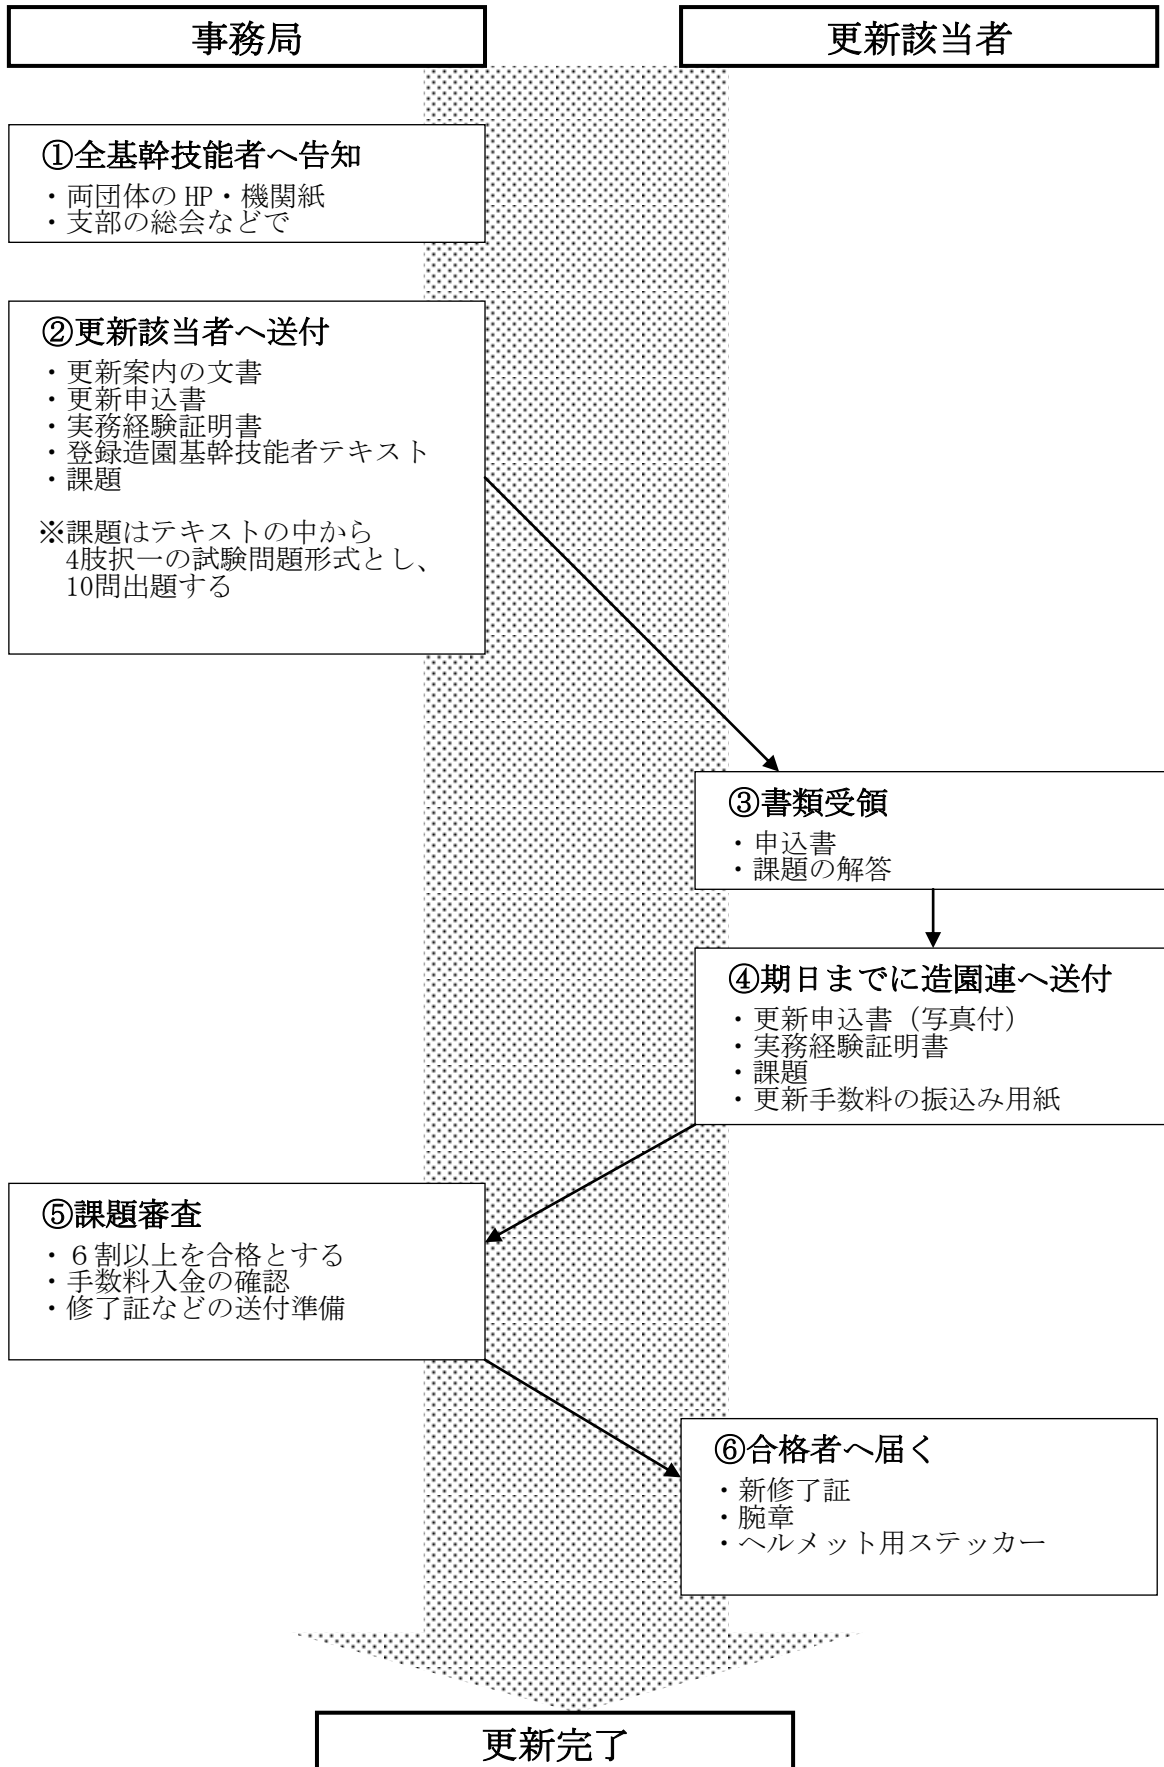 事務局
更新該当者
①全基幹技能者へ告知
・両団体の HP・機関紙
・支部の総会などで
②更新該当者へ送付
・更新案内の文書
・更新申込書
・実務経験証明書
・登録造園基幹技能者テキスト
・課題
※課題はテキストの中から
4肢択一の試験問題形式とし、
10問出題する
③書類受領
・申込書
・課題の解答
④期日までに造園連へ送付
・更新申込書（写真付）
・実務経験証明書
・課題
・更新手数料の振込み用紙
⑤課題審査
・６割以上を合格とする
・手数料入金の確認
・修了証などの送付準備
⑥合格者へ届く
・新修了証
・腕章
・ヘルメット用ステッカー
更新完了